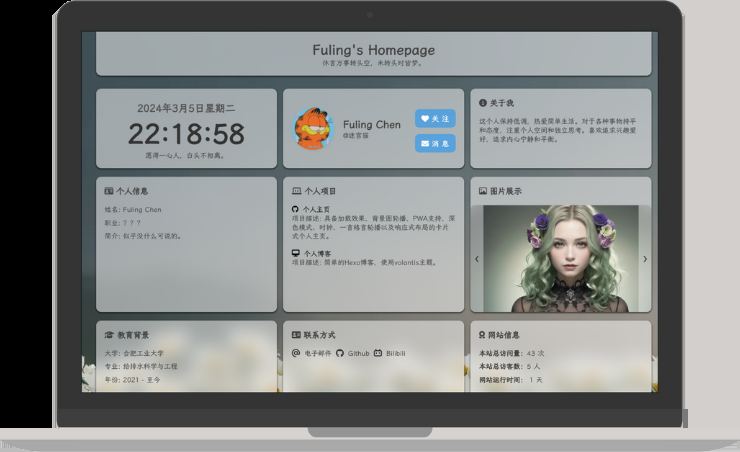 Fuling's Homepage
休言万事转头空，未转头时皆梦。
2024年3月5日星期二
22:18:58
愿得一心人，白头不相离。
Fuling Chen
@迷宫猫
关 注
消 息
关于我
这个人保持低调，热爱简单生活。对于各种事物持平
和态度，注重个人空间和独立思考。喜欢追求兴趣爱
好，追求内心宁静和平衡。
个人信息
姓名: Fuling Chen
职业: ？？？
简介: 似乎没什么可说的。
个人项目
个人主页
项目描述: 具备加载效果、背景图轮播、PWA支持、深
色模式、时钟、一言格言轮播以及响应式布局的卡片
式个人主页。
个人博客
项目描述: 简单的Hexo博客，使用volantis主题。
图片展示
教育背景
大学: 合肥工业大学
专业: 给排水科学与工程
年份: 2021 - 至今
联系方式
电子邮件 Github Bilibili
网站信息
本站总访问量: 43 次
本站总访客数: 5 人
网站运行时间: 1 天